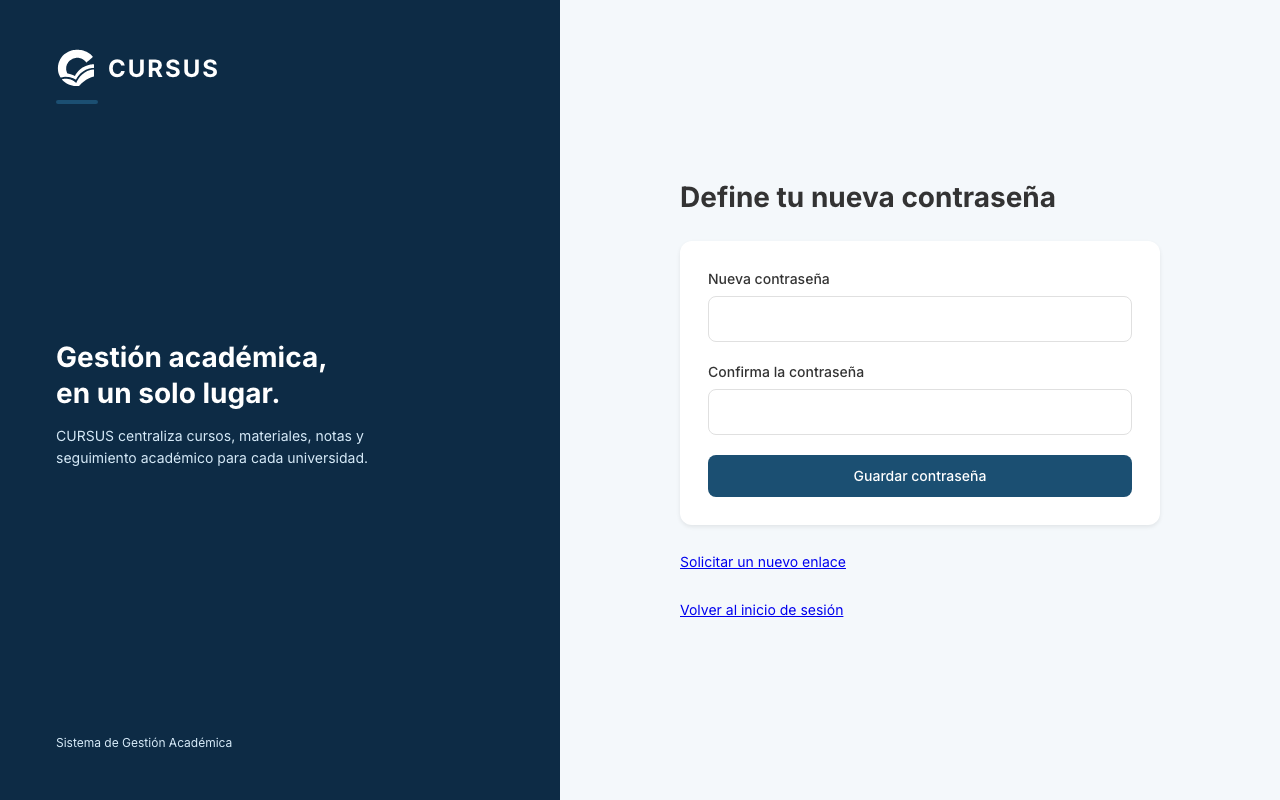 CURSUS
Gestión académica,
en un solo lugar.
CURSUS centraliza cursos, materiales, notas y
seguimiento académico para cada universidad.
Sistema de Gestión Académica
Define tu nueva contraseña
Nueva contraseña
Confirma la contraseña
Guardar contraseña
Solicitar un nuevo enlace
Volver al inicio de sesión